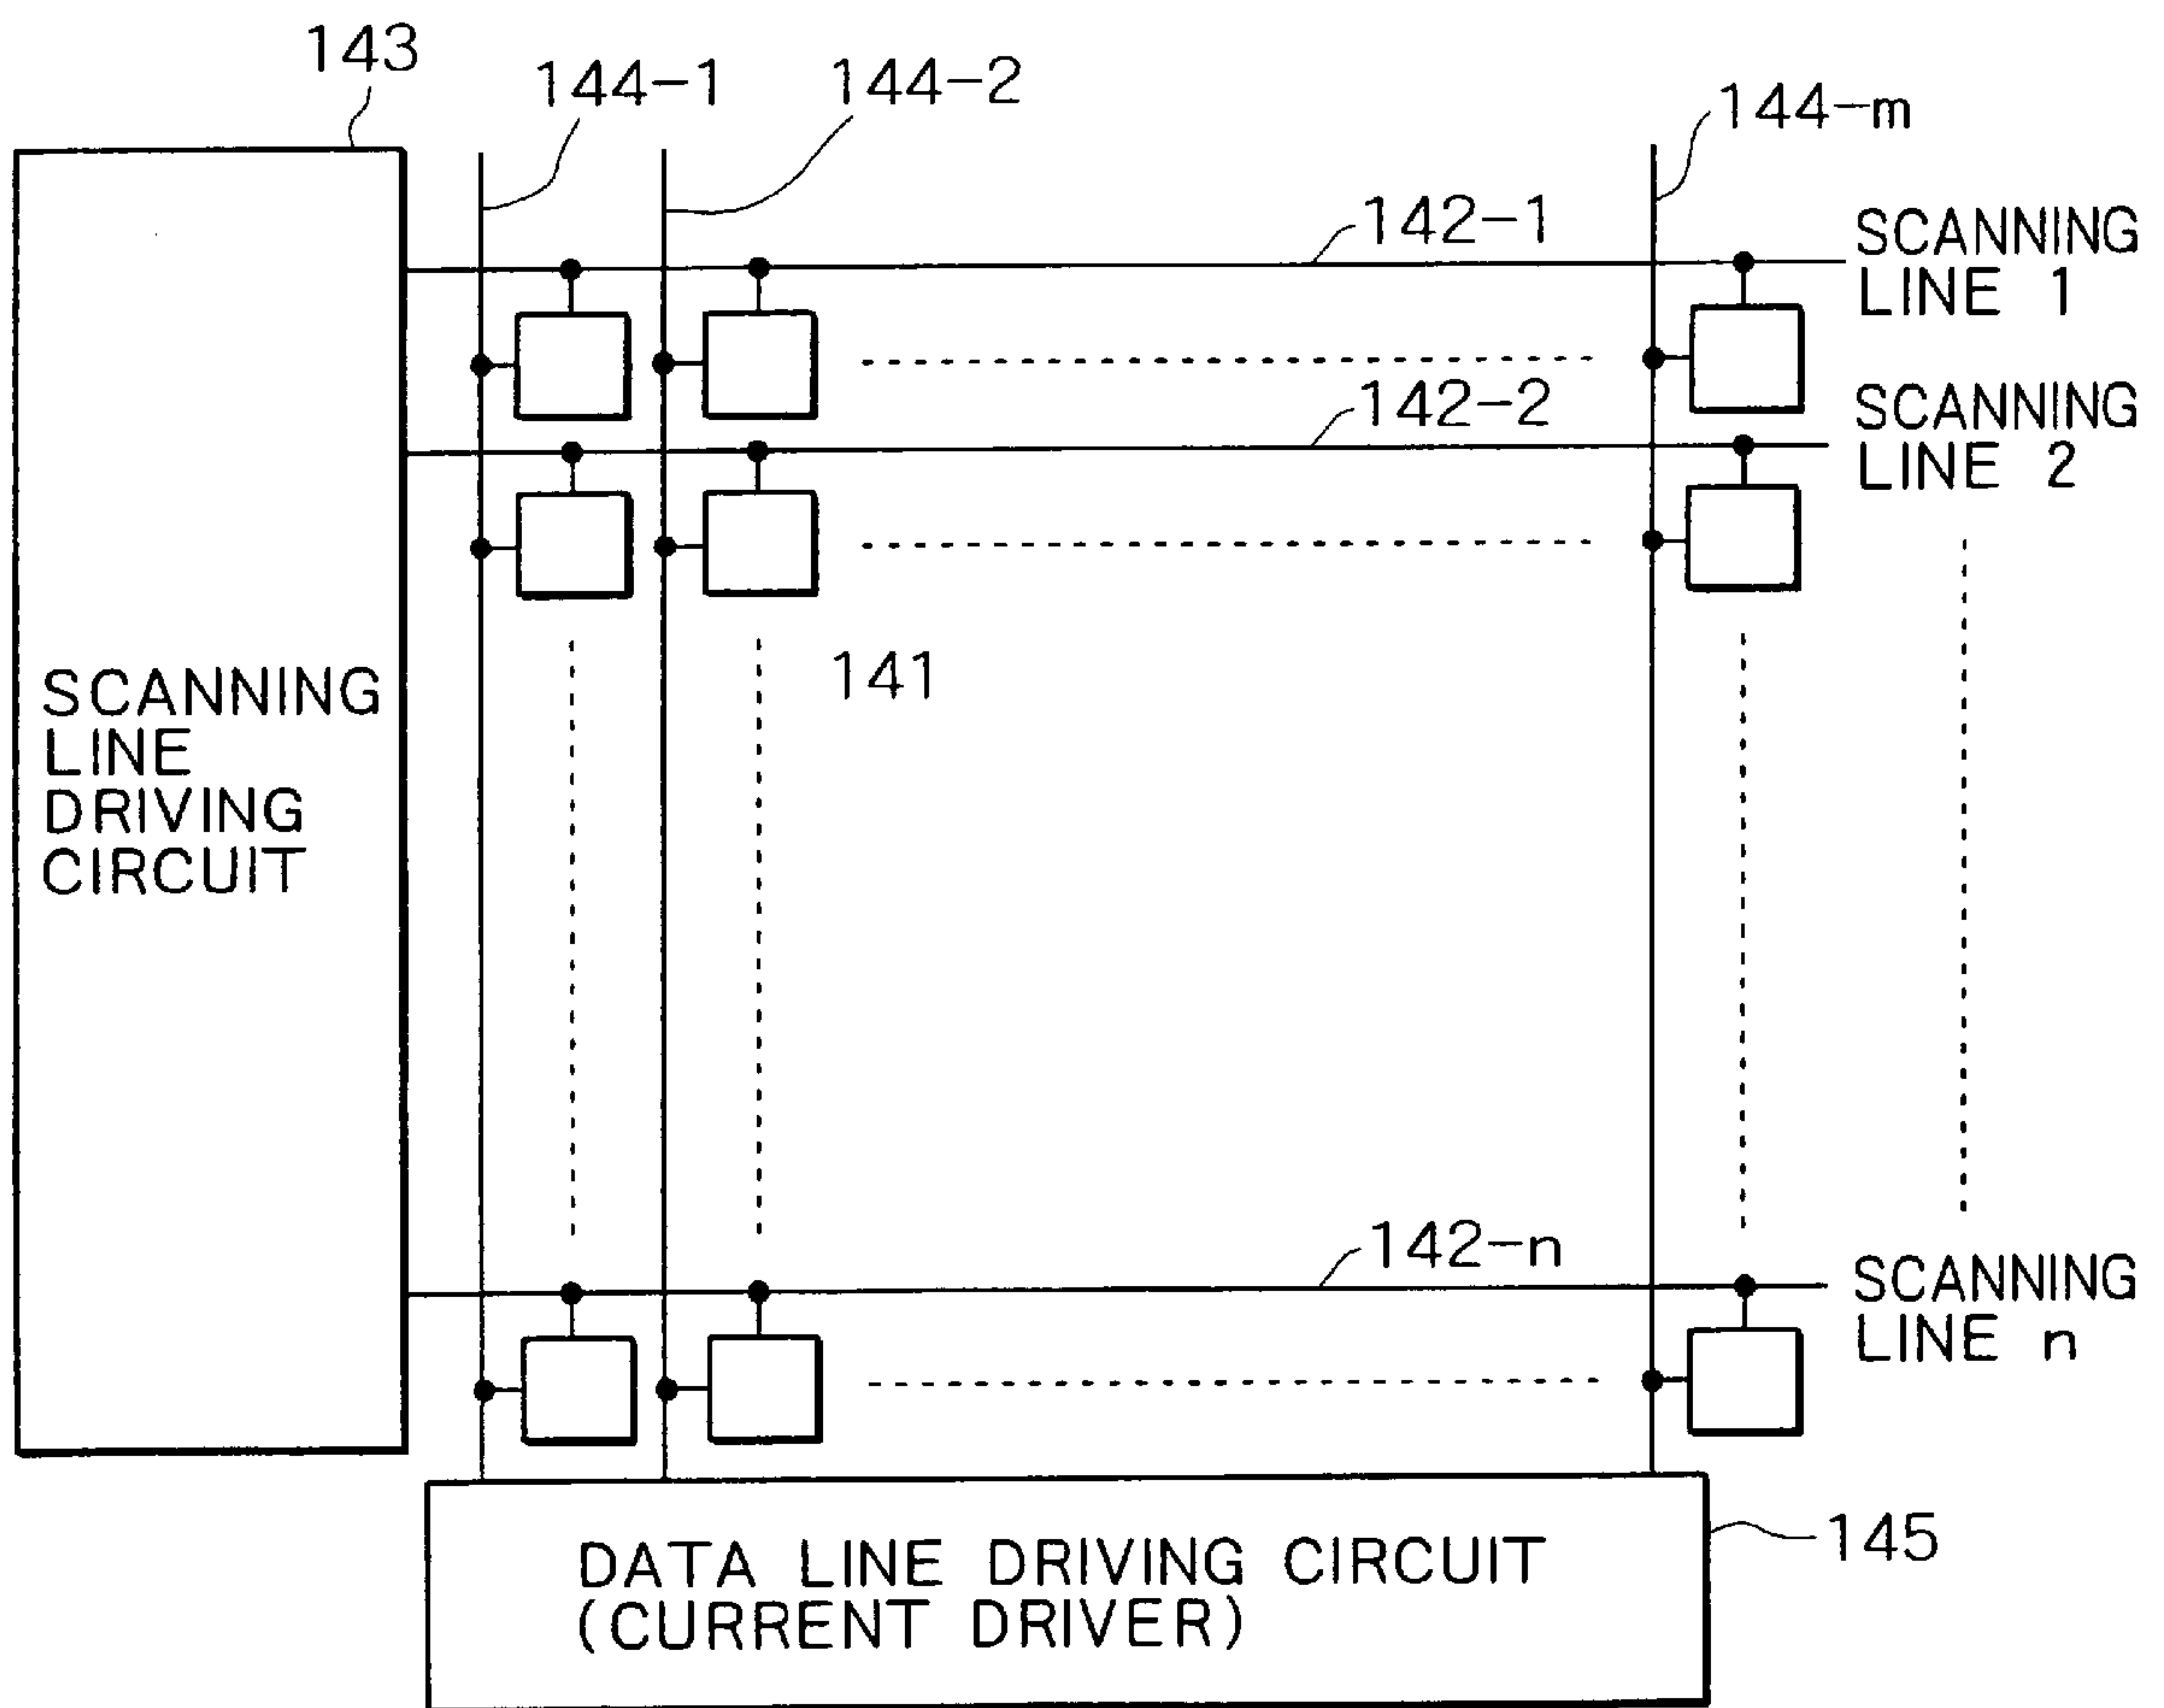 143
144-1
144-2
144-m
142-1
SCANNING
LINE 1
142-2
SCANNING
LINE 2
141
SCANNING
LINE
DRIVING
CIRCUIT
142-n
SCANNING
LINE n
DATA LINE DRIVING CIRCUIT
(CURRENT DRIVER)
145